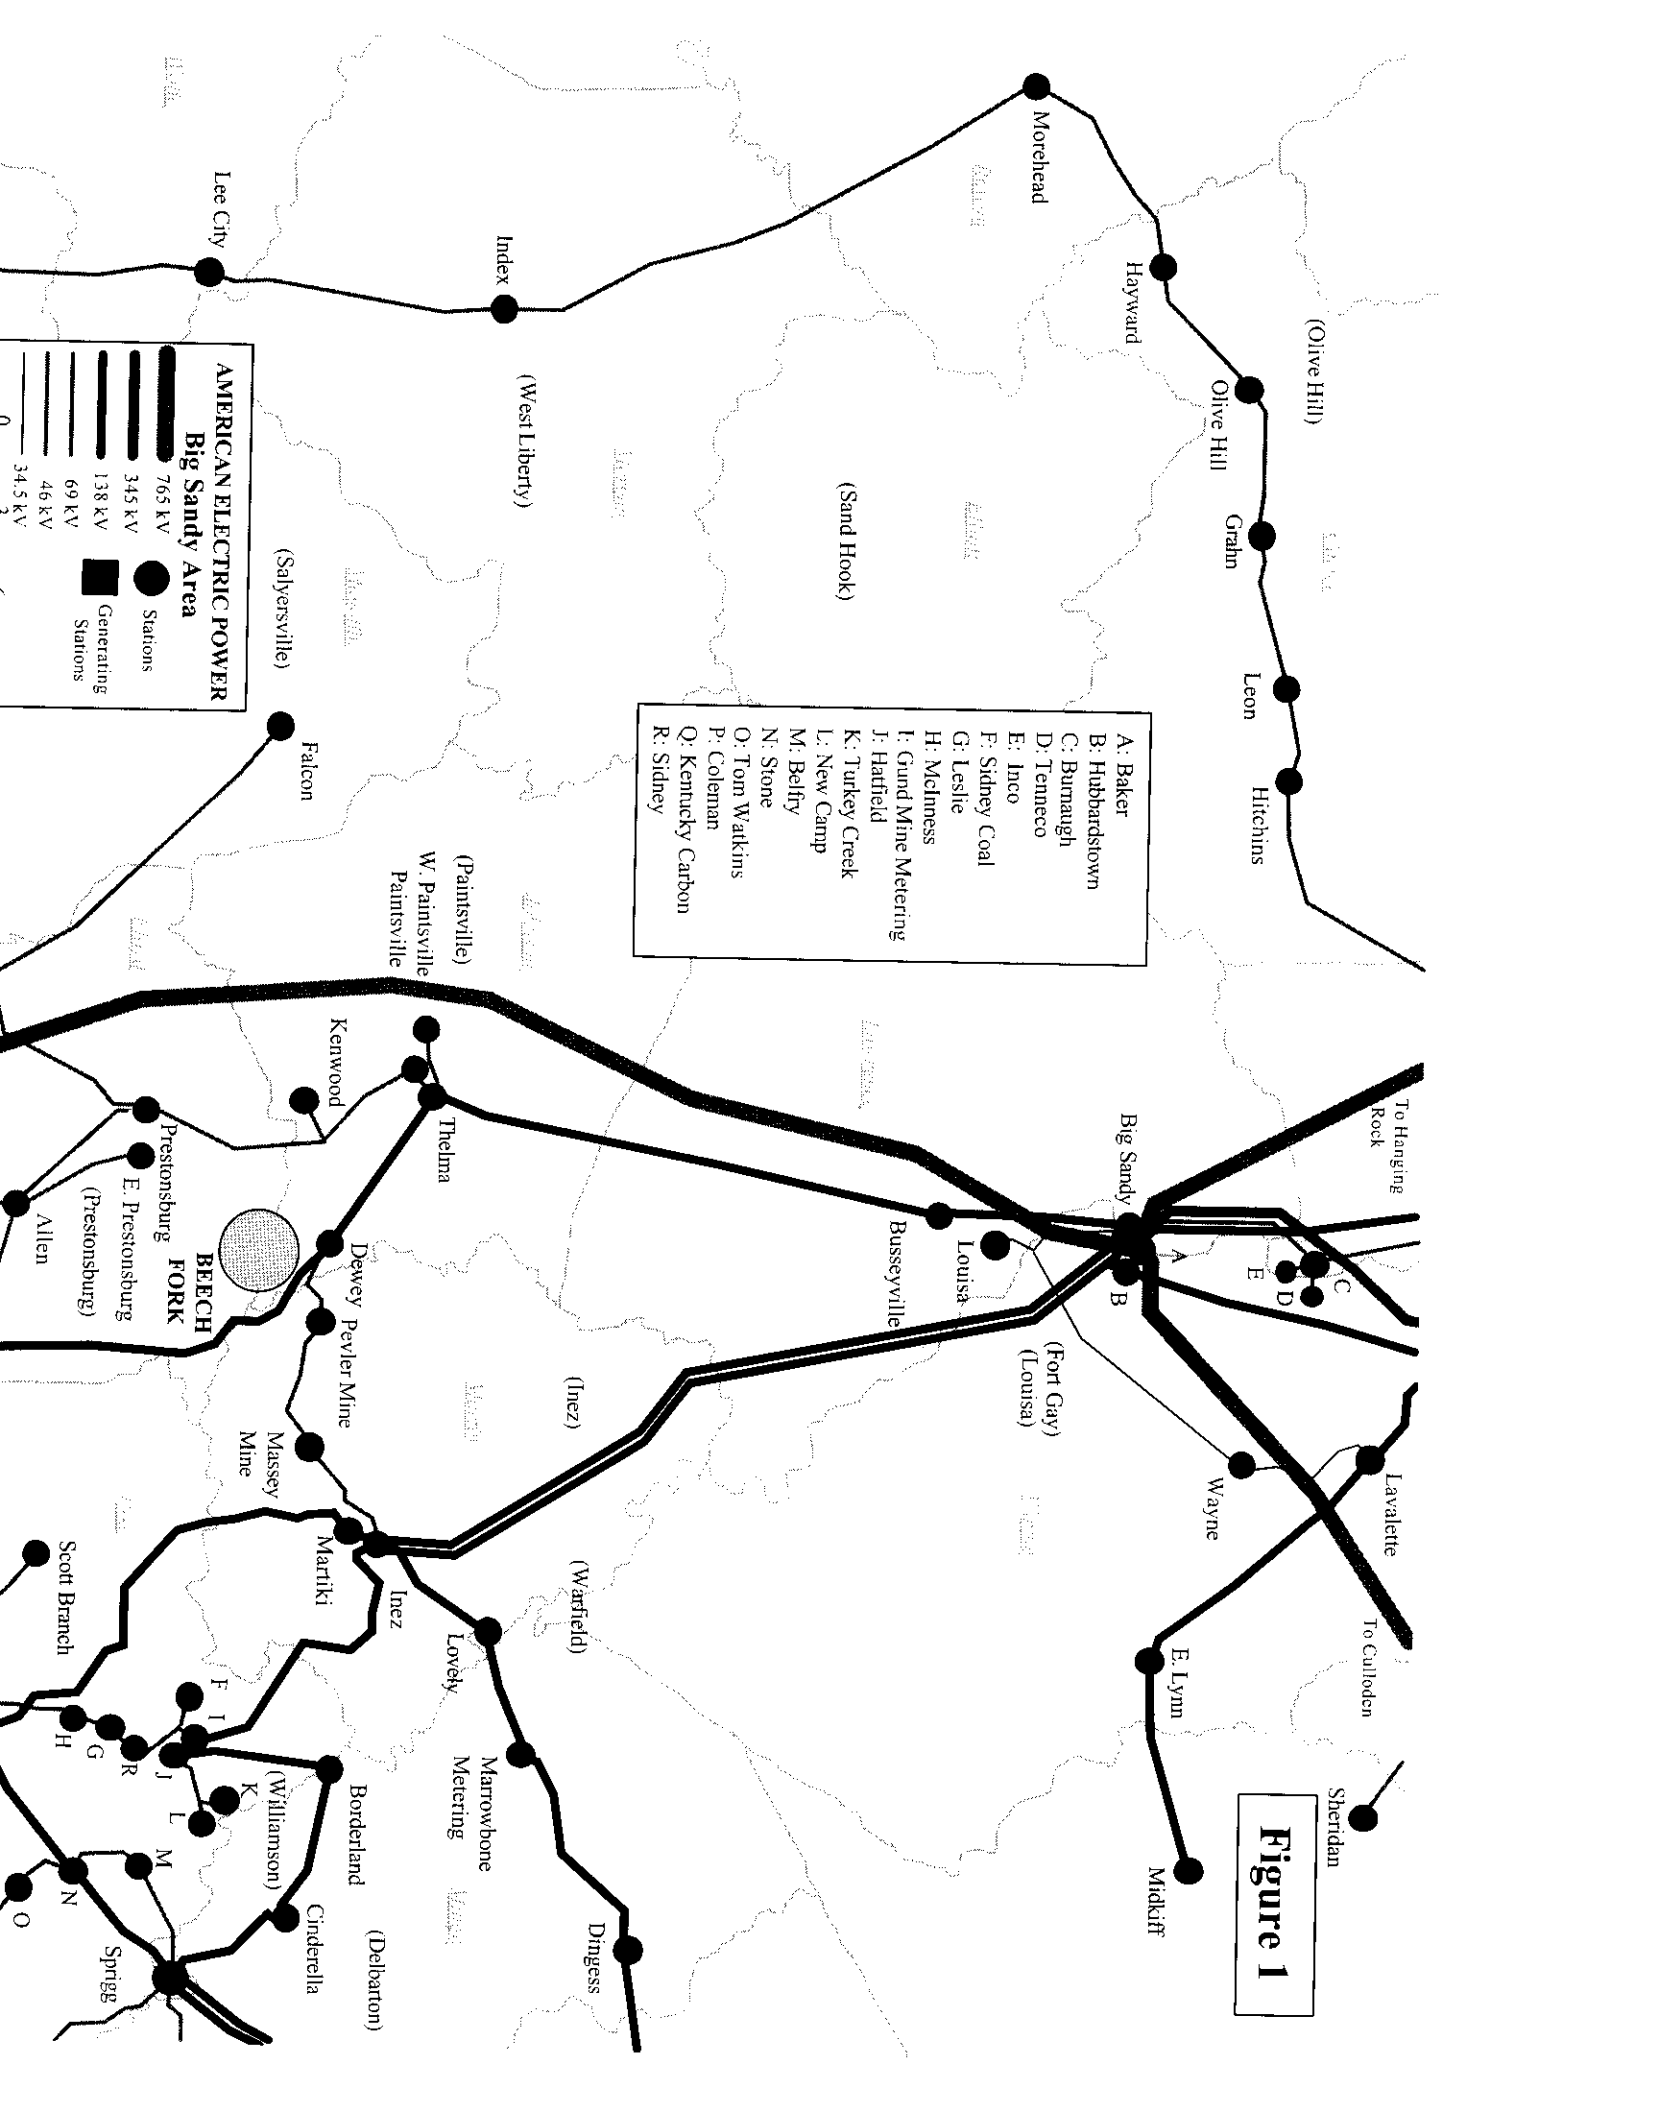 Figure 1
Sheridan
To Hanging
Rock
To Culloden
Lavalette
Wayne
E. Lynn
Midkiff
(Olive Hill)
Hitchins
Leon
Grahn
Olive Hill
Hayward
Morehead
C
D
E
A
B
Big Sandy
(Fort Gay)
(Louisa)
Louisa
Busseyville
A: Baker
B: Hubbardstown
C: Burnaugh
D: Tenneco
E: Inco
F: Sidney Coal
G: Leslie
H: McInness
I: Gund Mine Metering
J: Hatfield
K: Turkey Creek
L: New Camp
M: Belfry
N: Stone
O: Tom Watkins
P: Coleman
Q: Kentucky Carbon
R: Sidney
(Sand Hook)
(West Liberty)
Index
Lee City
(Inez)
(Warfield)
Dingess
Marrowbone
Metering
Lovely
Inez
Martiki
(Paintsville)
W. Paintsville
Paintsville
Thelma
Kenwood
Dewey
Pevler Mine
Massey
Mine
Borderland
(Delbarton)
Cinderella
(Williamson)
Falcon
(Salyersville)
BEECH
FORK
Prestonsburg
E. Prestonsburg
(Prestonsburg)
Allen
Scott Branch
F
I
K
J
L
R
G
H
M
N
O
Sprigg
AMERICAN ELECTRIC POWER
Big Sandy Area
765 kV
345 kV
138 kV
69 kV
46 kV
34.5 kV
Stations
Generating
Stations
0